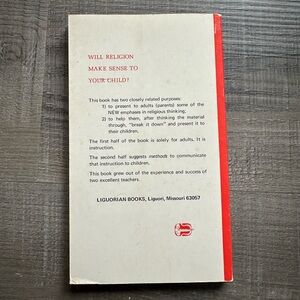 WILL RELIGION
MAKE SENSE TO
YOUR CHILD?
This book has two closely related purposes:
1) to present to adults (parents) some of the
NEW emphases in religious thinking;
2) to help them, after thinking the material
through, "break it down" and present it to
their children.
The first half of the book is solely for adults. It is
instruction.
The second half suggests methods to communicate
that instruction to children.
This book grew out of the experience and success of
two excellent teachers.
LIGUORIAN BOOKS, Liguori, Missouri 63057